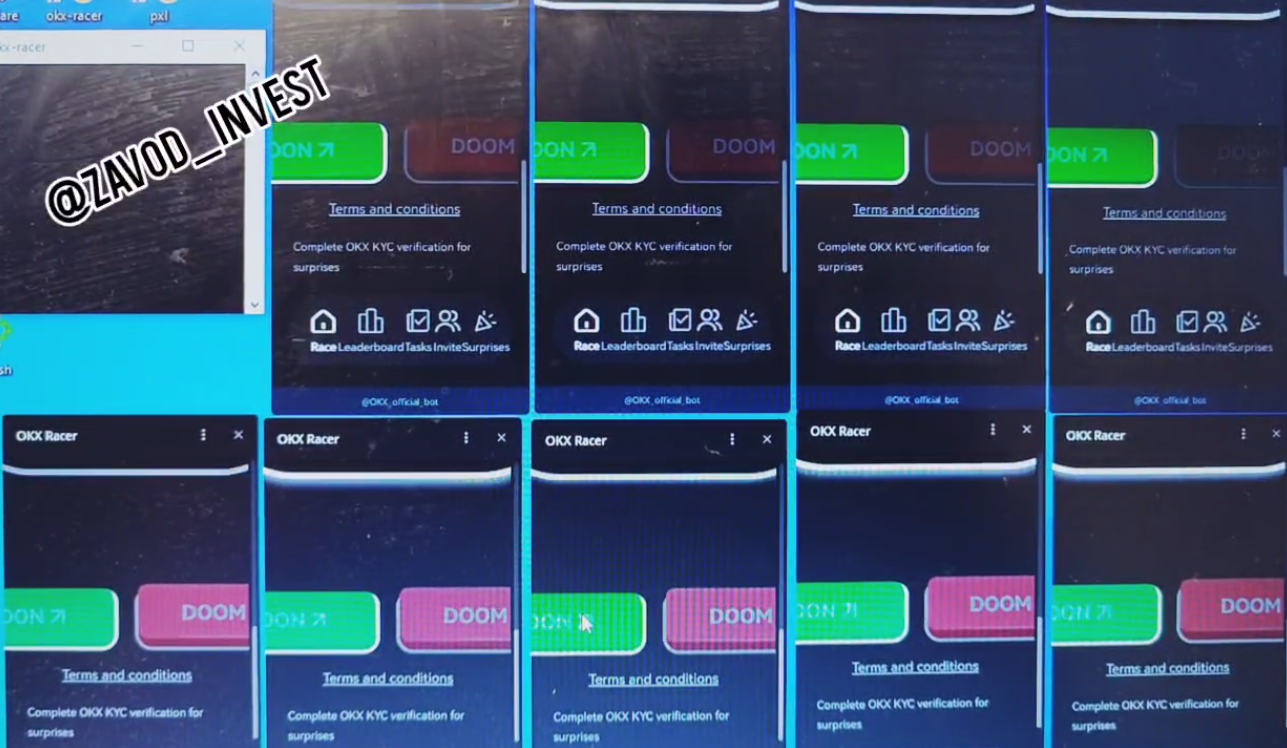 are okx-racer pxl
kx-racer
@ZAVOD_INVEST
OON ↗ DOOM
Terms and conditions
Complete OKX KYC verification for
surprises
Race Leaderboard Tasks Invite Surprises
@OKX_official_bot
OON ↗ DOOM
Terms and conditions
Complete OKX KYC verification for
surprises
Race Leaderboard Tasks Invite Surprises
@OKX_official_bot
OON ↗ DOOM
Terms and conditions
Complete OKX KYC verification for
surprises
Race Leaderboard Tasks Invite Surprises
@OKX_official_bot
OON ↗ DOOM
Terms and conditions
Complete OKX KYC verification for
surprises
Race Leaderboard Tasks Invite Surprises
@OKX_official_bot
sh
OKX Racer
OON ↗ DOOM
Terms and conditions
Complete OKX KYC verification for
surprises
OKX Racer
OON ↗ DOOM
Terms and conditions
Complete OKX KYC verification for
surprises
OKX Racer
OON DOOM
Terms and conditions
Complete OKX KYC verification for
surprises
OKX Racer
OON ↗ DOOM
Terms and conditions
Complete OKX KYC verification for
surprises
OKX Racer
OON ↗ DOOM
Terms and conditions
Complete OKX KYC verification for
surprises